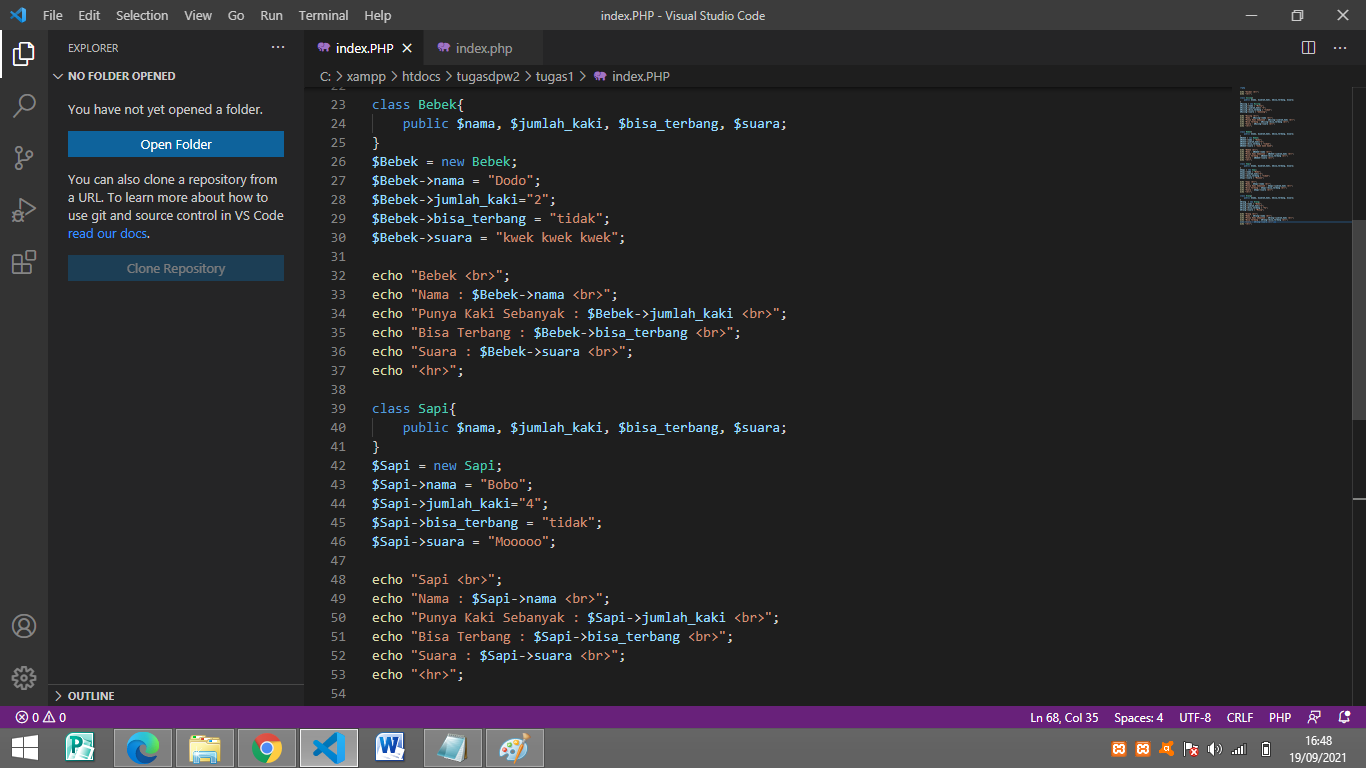 File Edit Selection View Go Run Terminal Help index.PHP - Visual Studio Code
EXPLORER
NO FOLDER OPENED
You have not yet opened a folder.
Open Folder
You can also clone a repository from
a URL. To learn more about how to
use git and source control in VS Code
read our docs.
Clone Repository
OUTLINE
index.PHP index.php
C: > xampp > htdocs > tugasdpw2 > tugas1 > index.PHP
23 class Bebek{
24 public $nama, $jumlah_kaki, $bisa_terbang, $suara;
25 }
26 $Bebek = new Bebek;
27 $Bebek->nama = "Dodo";
28 $Bebek->jumlah_kaki="2";
29 $Bebek->bisa_terbang = "tidak";
30 $Bebek->suara = "kwek kwek kwek";
31
32 echo "Bebek <br>";
33 echo "Nama : $Bebek->nama <br>";
34 echo "Punya Kaki Sebanyak : $Bebek->jumlah_kaki <br>";
35 echo "Bisa Terbang : $Bebek->bisa_terbang <br>";
36 echo "Suara : $Bebek->suara <br>";
37 echo "<hr>";
38
39 class Sapi{
40 public $nama, $jumlah_kaki, $bisa_terbang, $suara;
41 }
42 $Sapi = new Sapi;
43 $Sapi->nama = "Bobo";
44 $Sapi->jumlah_kaki="4";
45 $Sapi->bisa_terbang = "tidak";
46 $Sapi->suara = "Mooooo";
47
48 echo "Sapi <br>";
49 echo "Nama : $Sapi->nama <br>";
50 echo "Punya Kaki Sebanyak : $Sapi->jumlah_kaki <br>";
51 echo "Bisa Terbang : $Sapi->bisa_terbang <br>";
52 echo "Suara : $Sapi->suara <br>";
53 echo "<hr>";
54
0 0 Ln 68, Col 35 Spaces: 4 UTF-8 CRLF PHP
16:48
19/09/2021